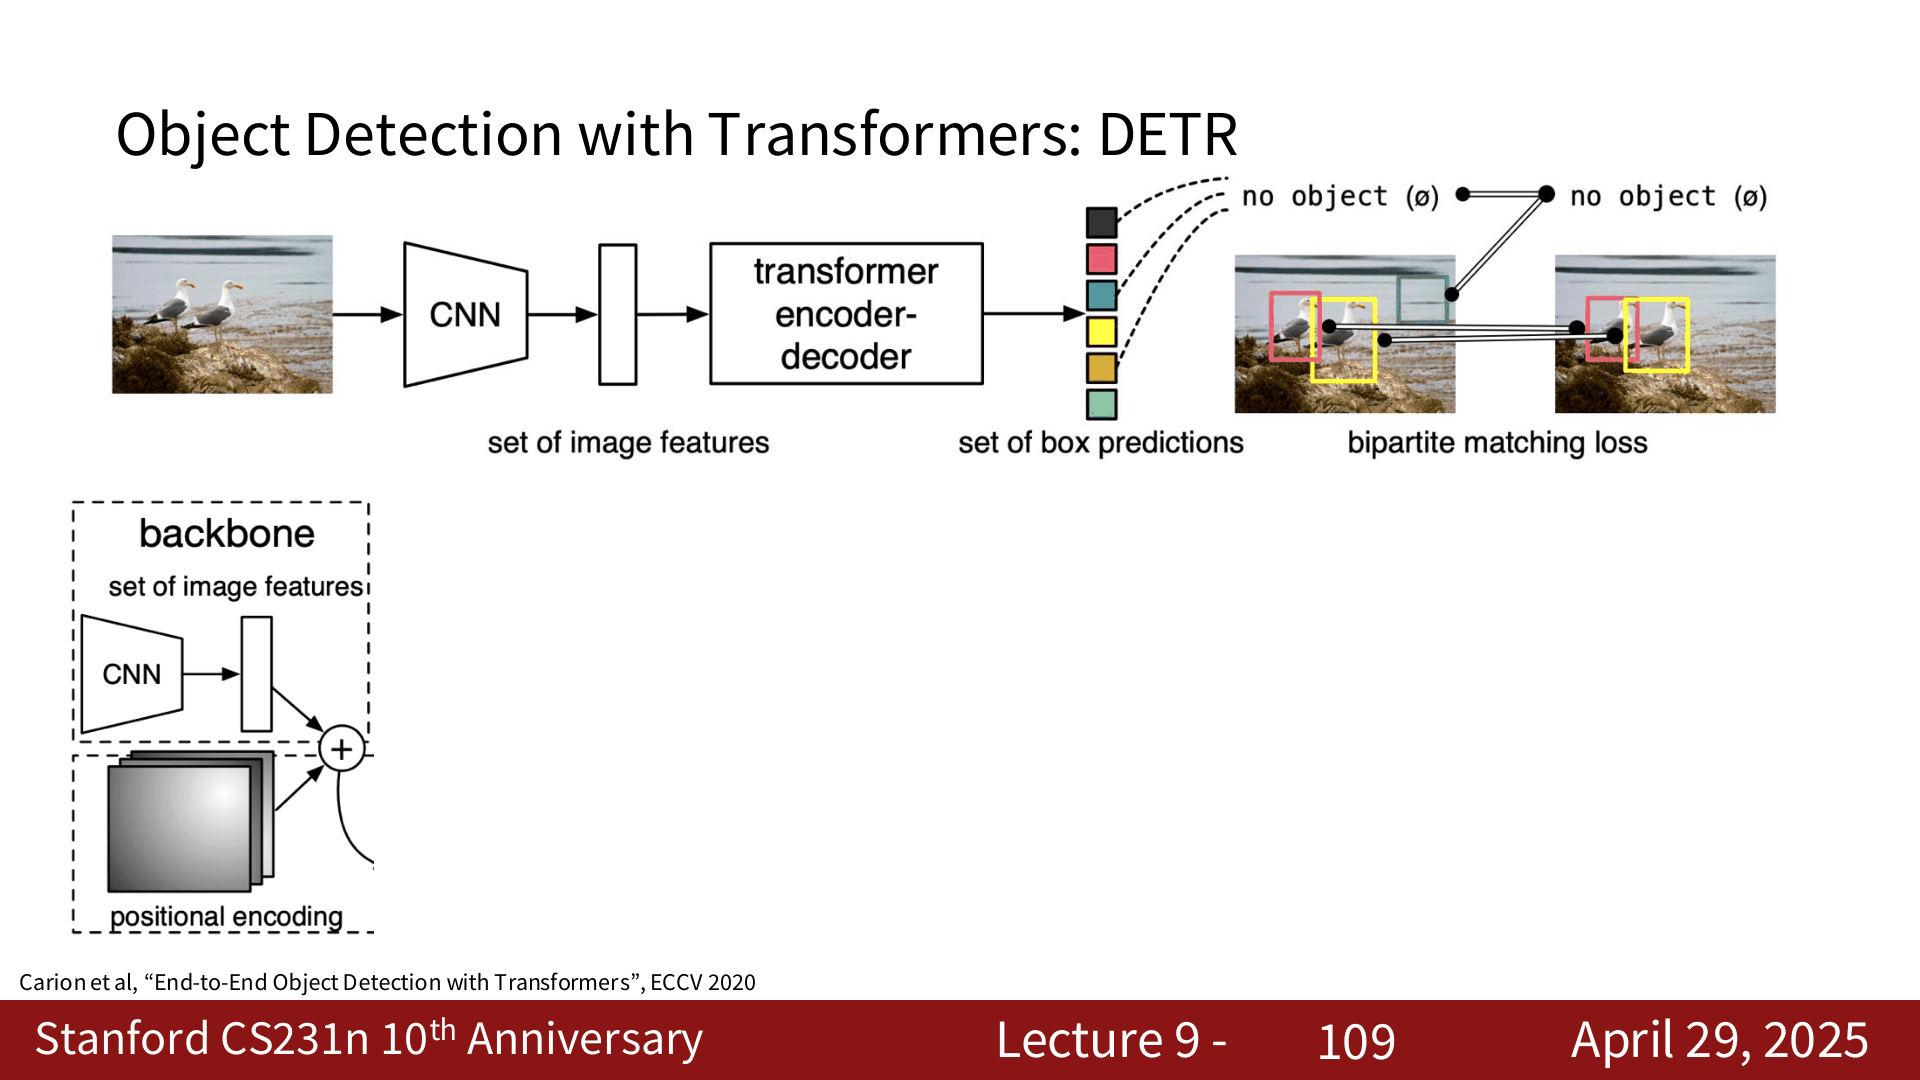 Object Detection with Transformers: DETR
no object (ø)
no object (ø)
CNN
transformer
encoder-
decoder
set of image features
set of box predictions
bipartite matching loss
backbone
set of image features
CNN
+
positional encoding
Carion et al, “End-to-End Object Detection with Transformers”, ECCV 2020
Stanford CS231n 10th Anniversary
Lecture 9 -
109
April 29, 2025